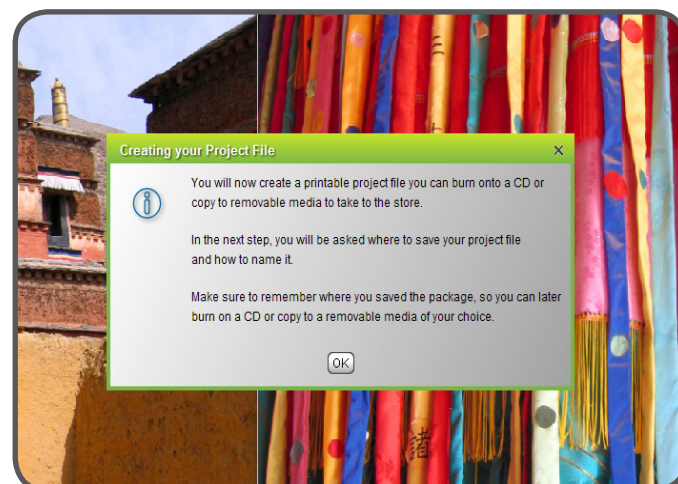 Creating your Project File
You will now create a printable project file you can burn onto a CD or
copy to removable media to take to the store.
In the next step, you will be asked where to save your project file
and how to name it.
Make sure to remember where you saved the package, so you can later
burn on a CD or copy to a removable media of your choice.
OK
諸